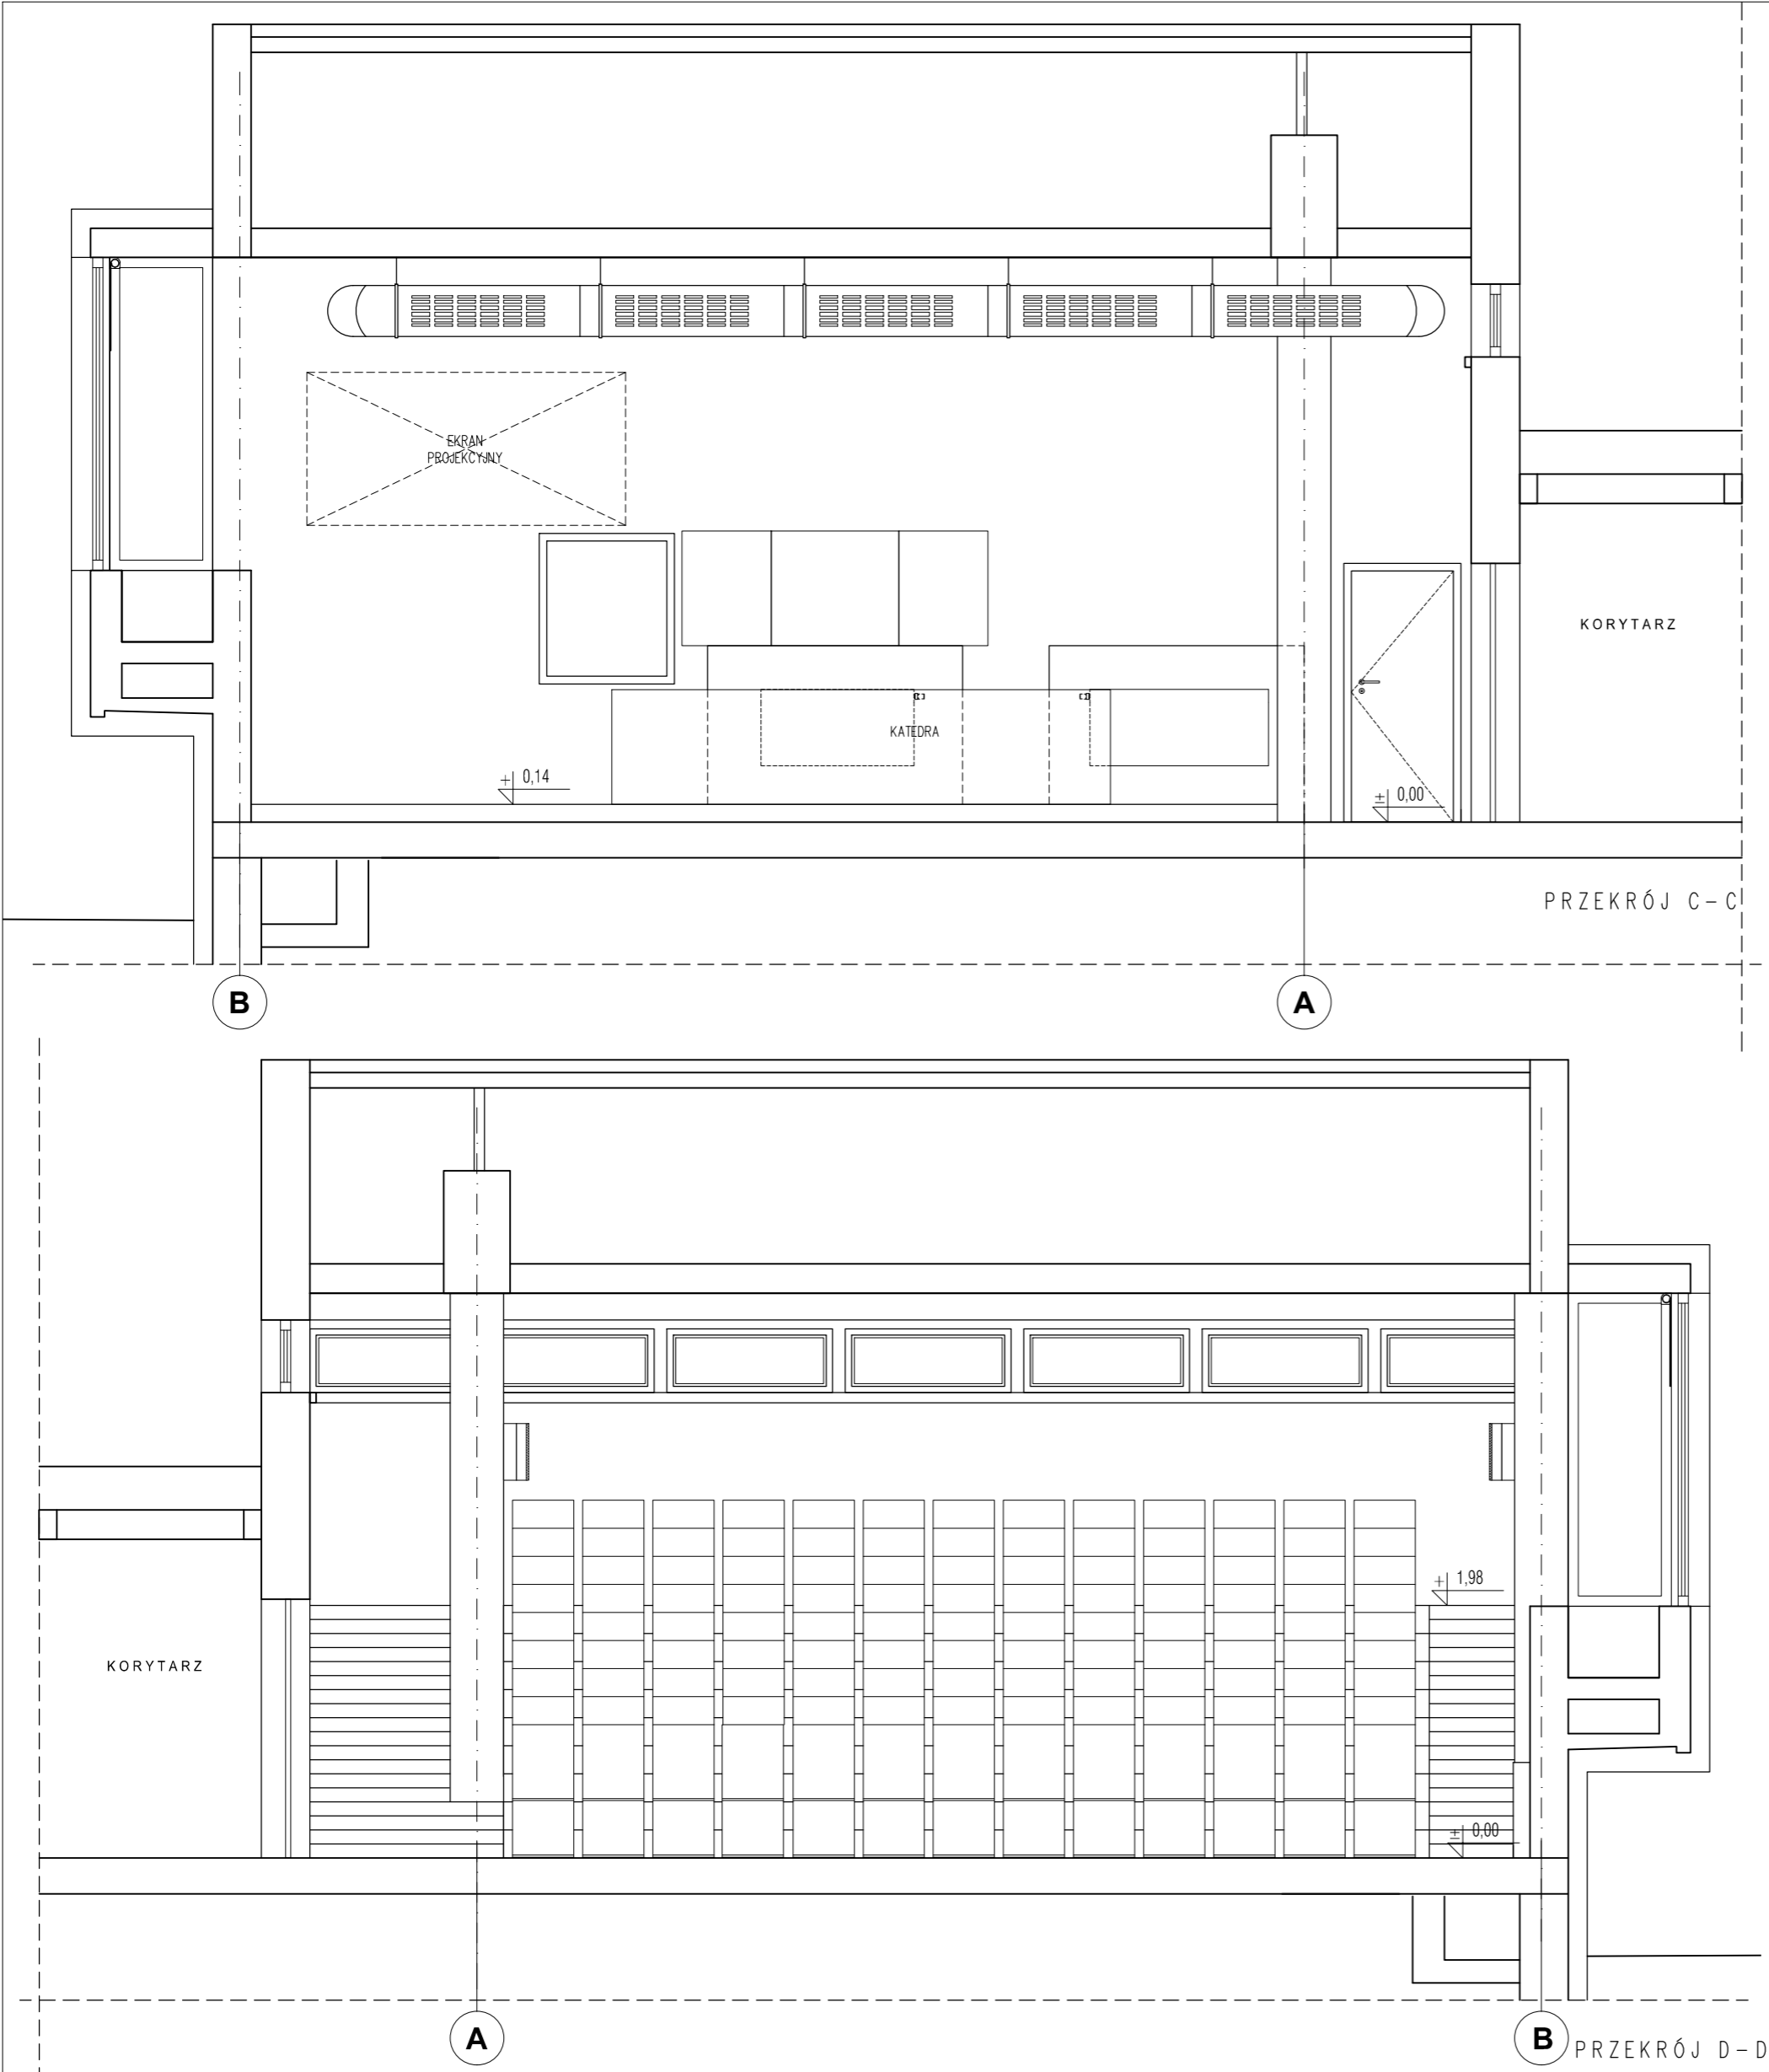 EKRAN
PROJEKCYJNY
KORYTARZ
KATEDRA
+ 0,14
± 0,00
PRZEKRÓJ C-C
B
A
+ 1,98
KORYTARZ
± 0,00
A
B
PRZEKRÓJ D-D